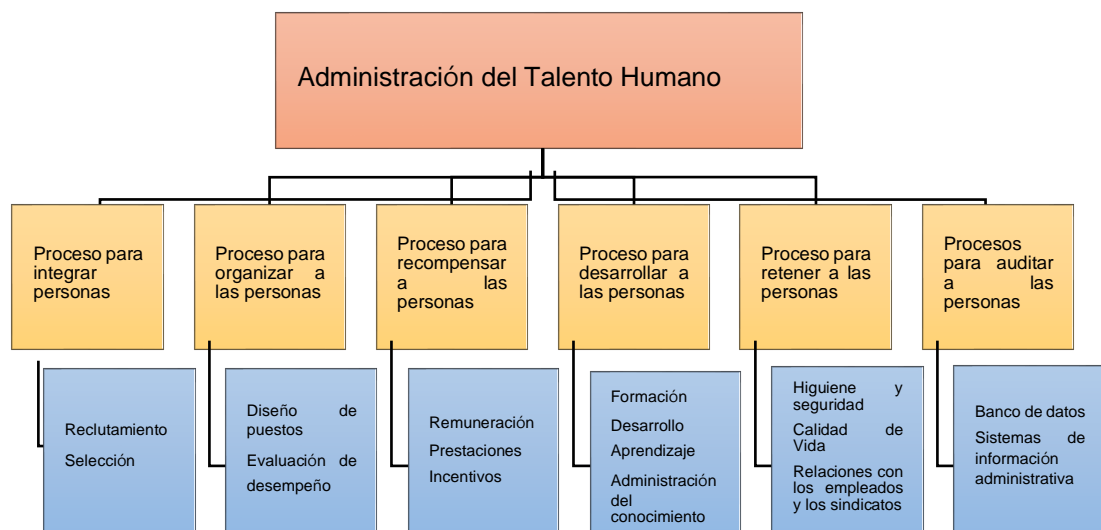 Administración del Talento Humano
Proceso para
integrar
personas
Proceso para
organizar a
las personas
Proceso para
recompensar
a las
personas
Proceso para
desarrollar a
las personas
Proceso para
retener a las
personas
Procesos
para auditar
a las
personas
Reclutamiento
Selección
Diseño de
puestos
Evaluación de
desempeño
Remuneración
Prestaciones
Incentivos
Formación
Desarrollo
Aprendizaje
Administración
del
conocimiento
Higuiene y
seguridad
Calidad de
Vida
Relaciones con
los empleados
y los sindicatos
Banco de datos
Sistemas de
información
administrativa